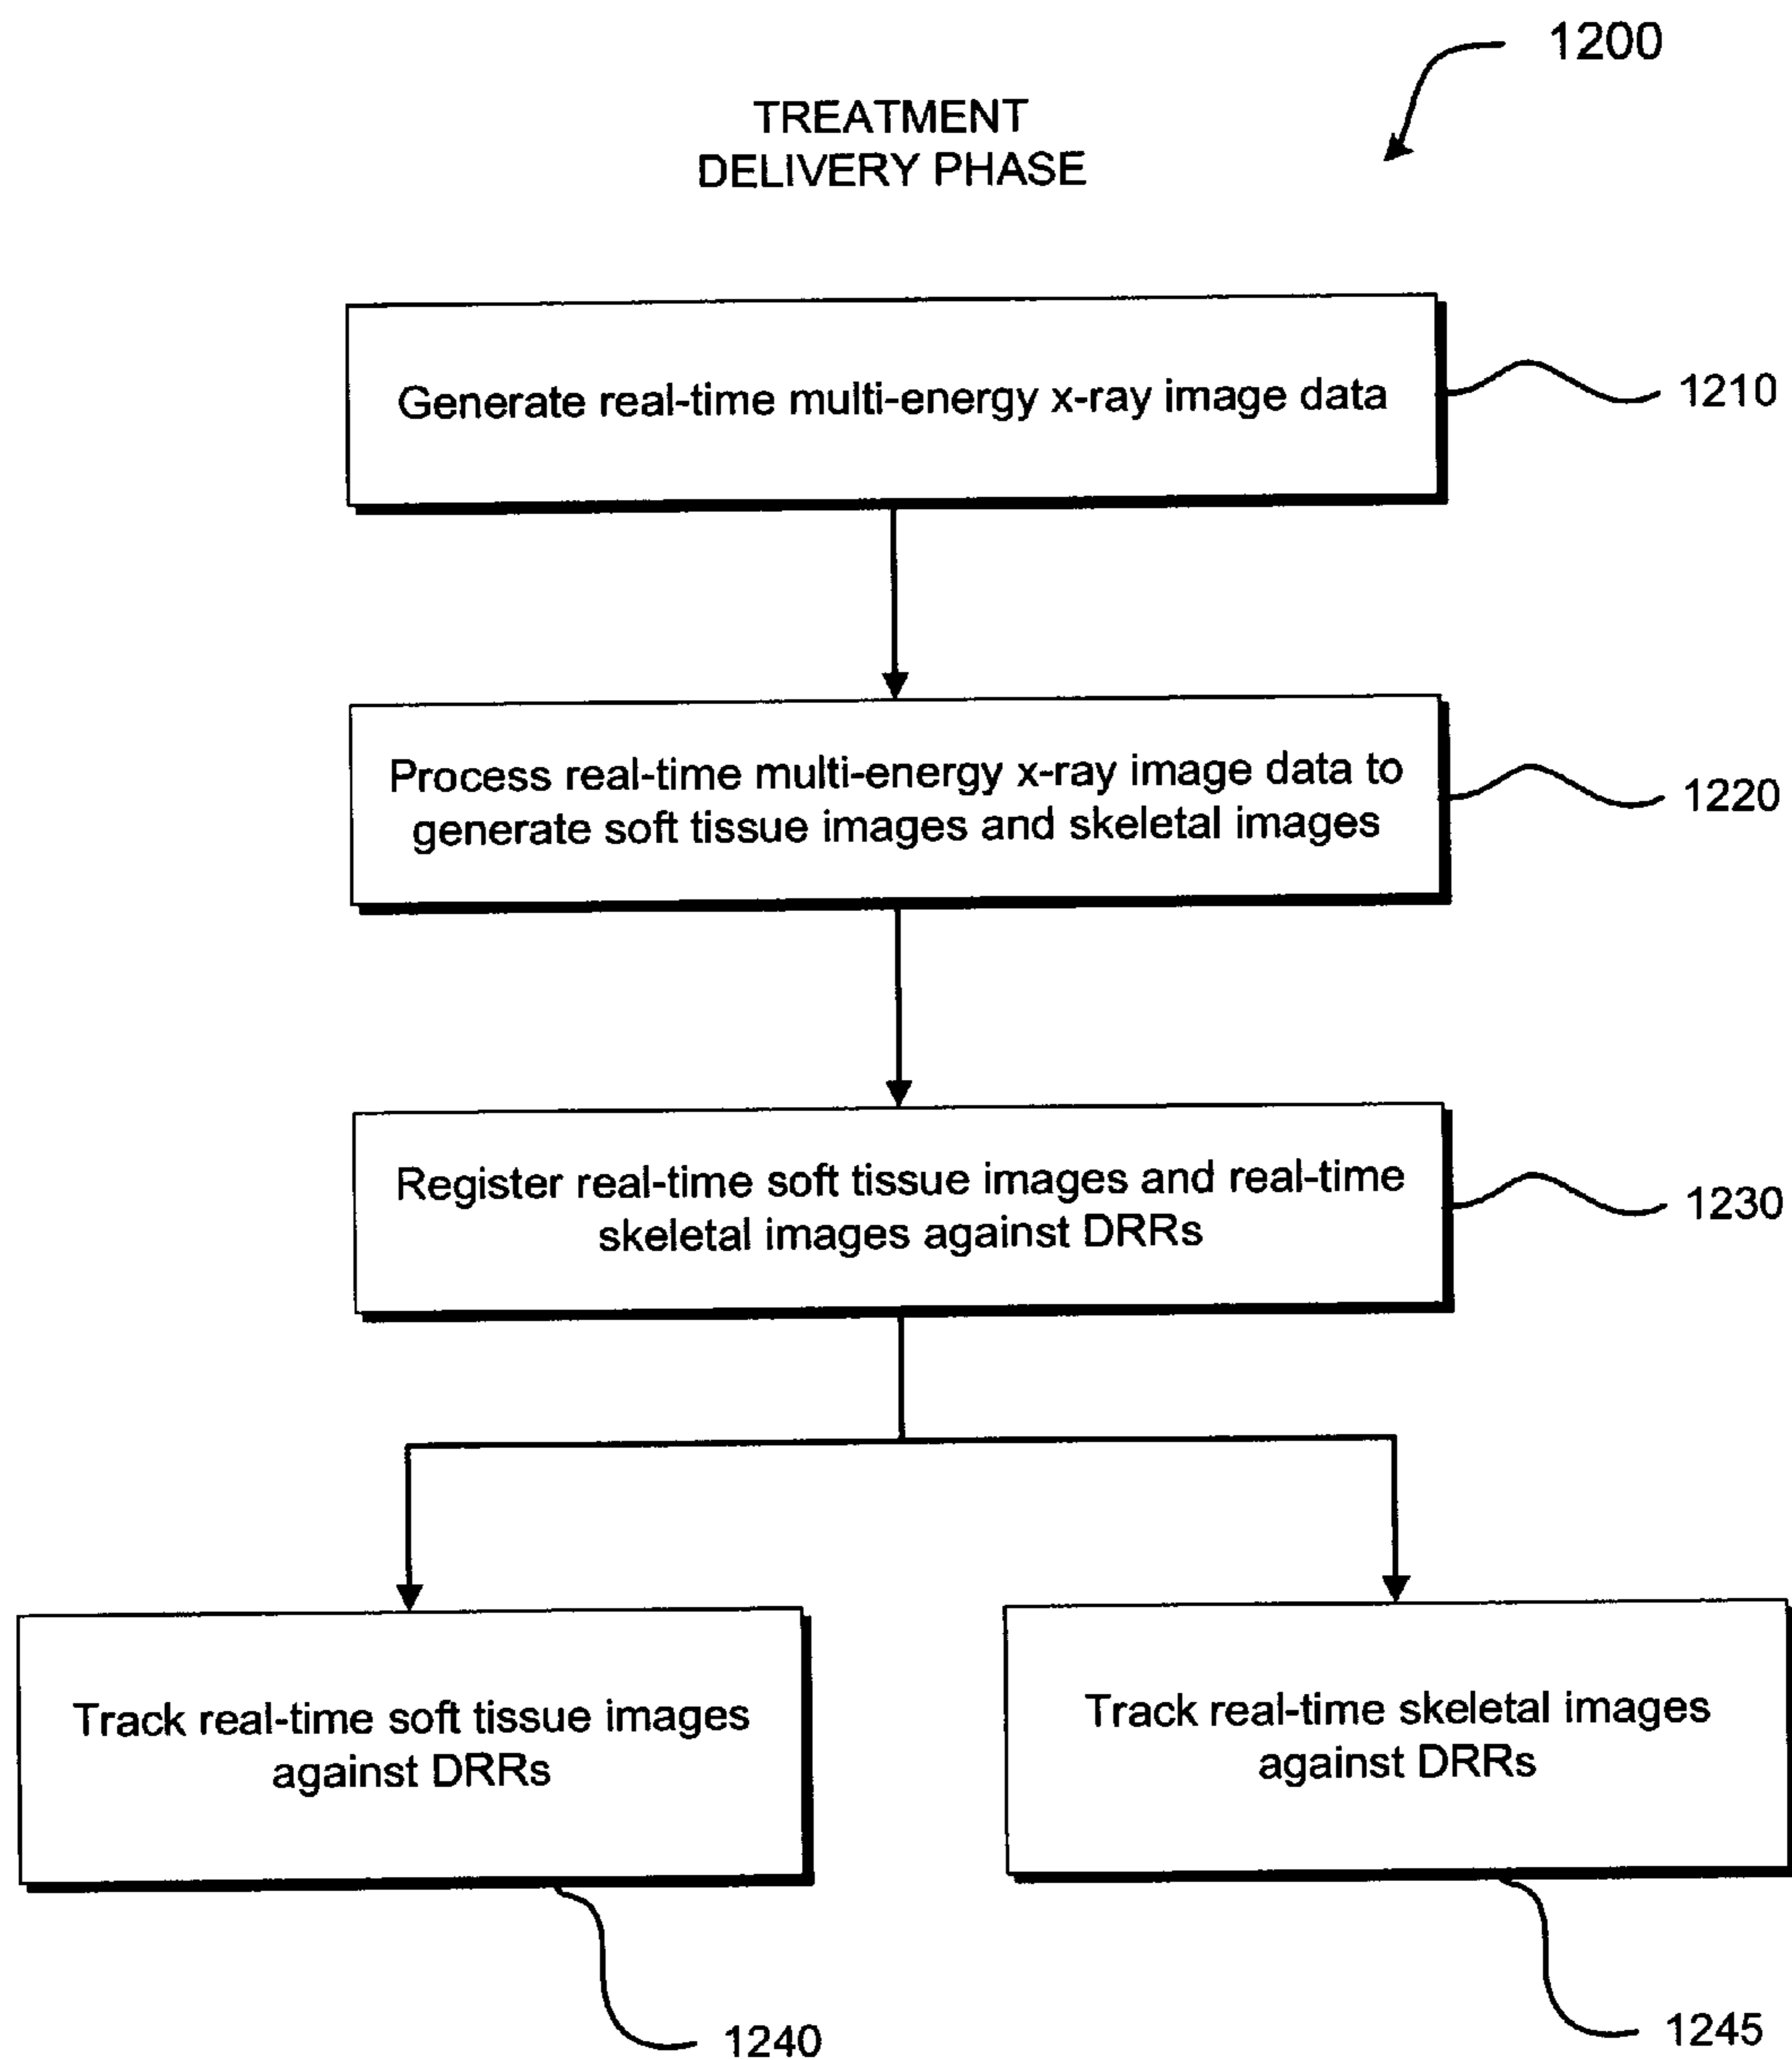 1200
TREATMENT
DELIVERY PHASE
Generate real-time multi-energy x-ray image data
1210
Process real-time multi-energy x-ray image data to
generate soft tissue images and skeletal images
1220
Register real-time soft tissue images and real-time
skeletal images against DRRs
1230
Track real-time soft tissue images
against DRRs
Track real-time skeletal images
against DRRs
1240
1245